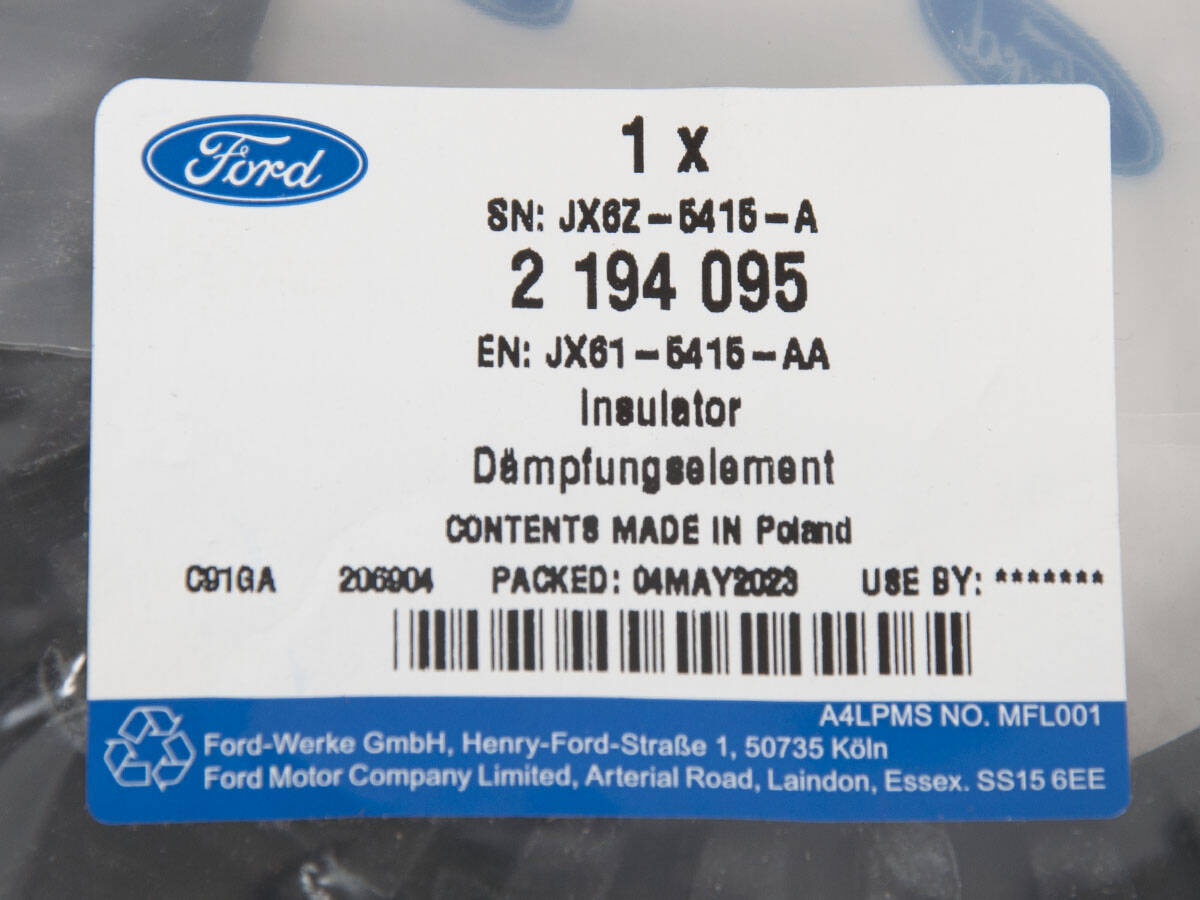 Ford
1 x
SN: JX6Z-5415-A
2 194 095
EN: JX61-5415-AA
Insulator
Dämpfungselement
CONTENTS MADE IN Poland
C91GA 206904 PACKED: 04MAY2023 USE BY: *******
A4LPMS NO. MFL001
Ford-Werke GmbH, Henry-Ford-Straße 1, 50735 Köln
Ford Motor Company Limited, Arterial Road, Laindon, Essex. SS15 6EE